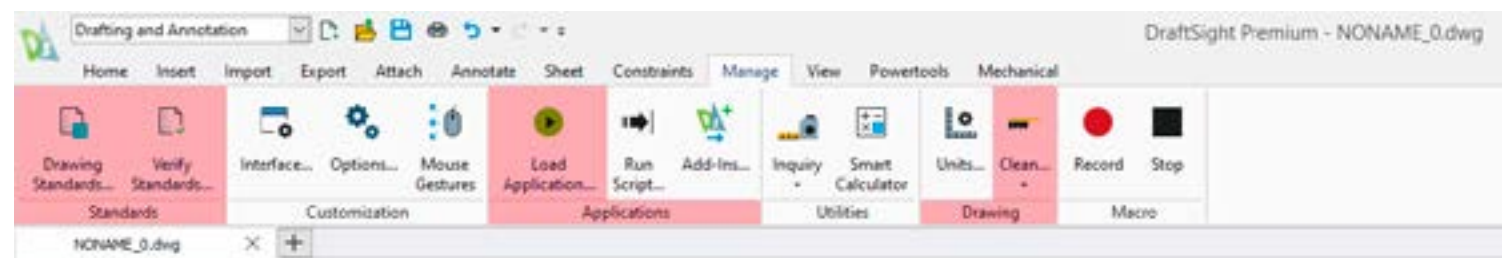 Drafting and Annotation
DraftSight Premium - NONAME_0.dwg
Home Insert Import Export Attach Annotate Sheet Constraints Manage View Powertools Mechanical
Drawing Verify Interface... Options... Mouse Load Run Add-Ins... Inquiry Smart Units... Clean... Record Stop
Standards... Standards... Gestures Application... Script... Calculator
Standards Customization Applications Utilities Drawing Macro
NONAME_0.dwg